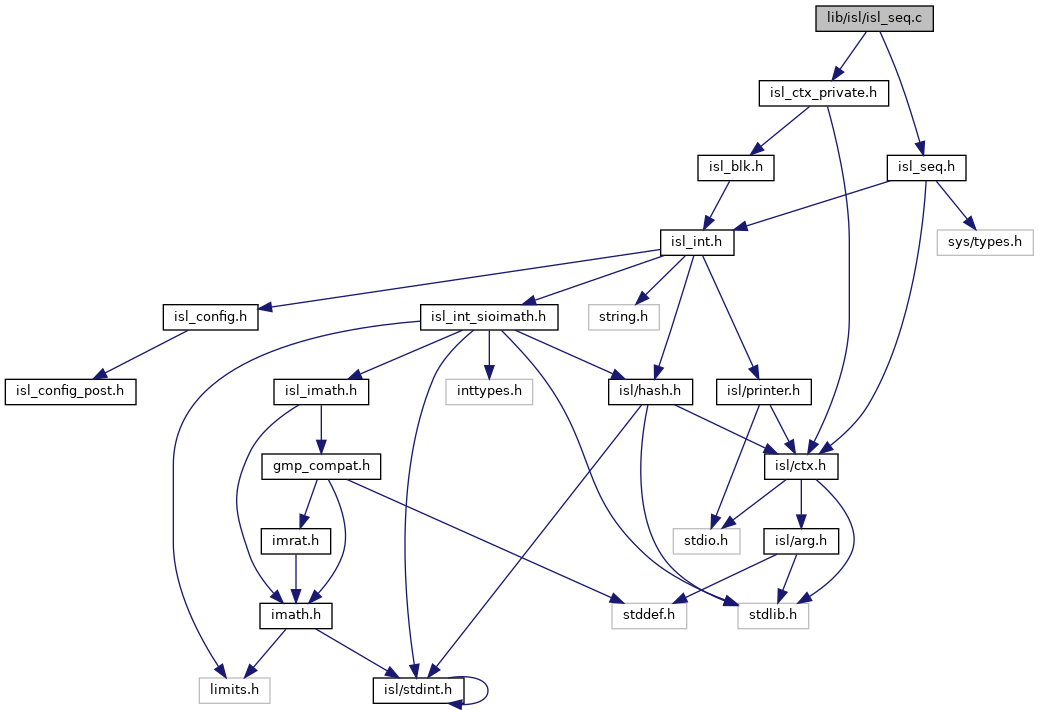 lib/isl/isl_seq.c
isl_ctx_private.h
isl_blk.h
isl_seq.h
isl_int.h
sys/types.h
isl_config.h
isl_int_sioimath.h
string.h
isl_config_post.h
isl_imath.h
inttypes.h
isl/hash.h
isl/printer.h
gmp_compat.h
isl/ctx.h
imrat.h
stdio.h
isl/arg.h
imath.h
stddef.h
stdlib.h
limits.h
isl/stdint.h